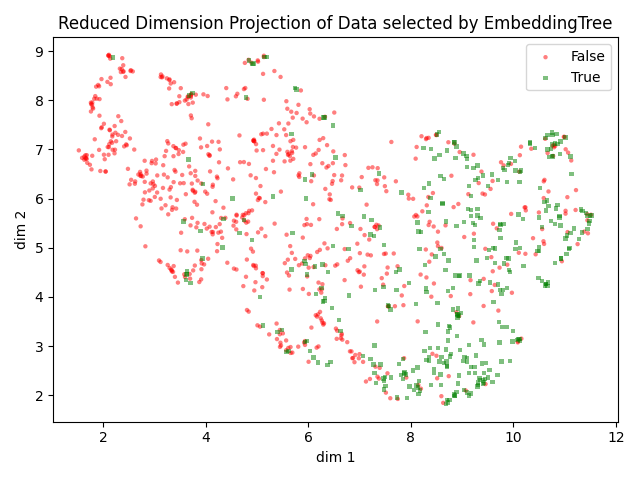 Reduced Dimension Projection of Data selected by EmbeddingTree
False
True
dim 2
9
8
7
6
5
4
3
2
2
4
6
8
10
12
dim 1